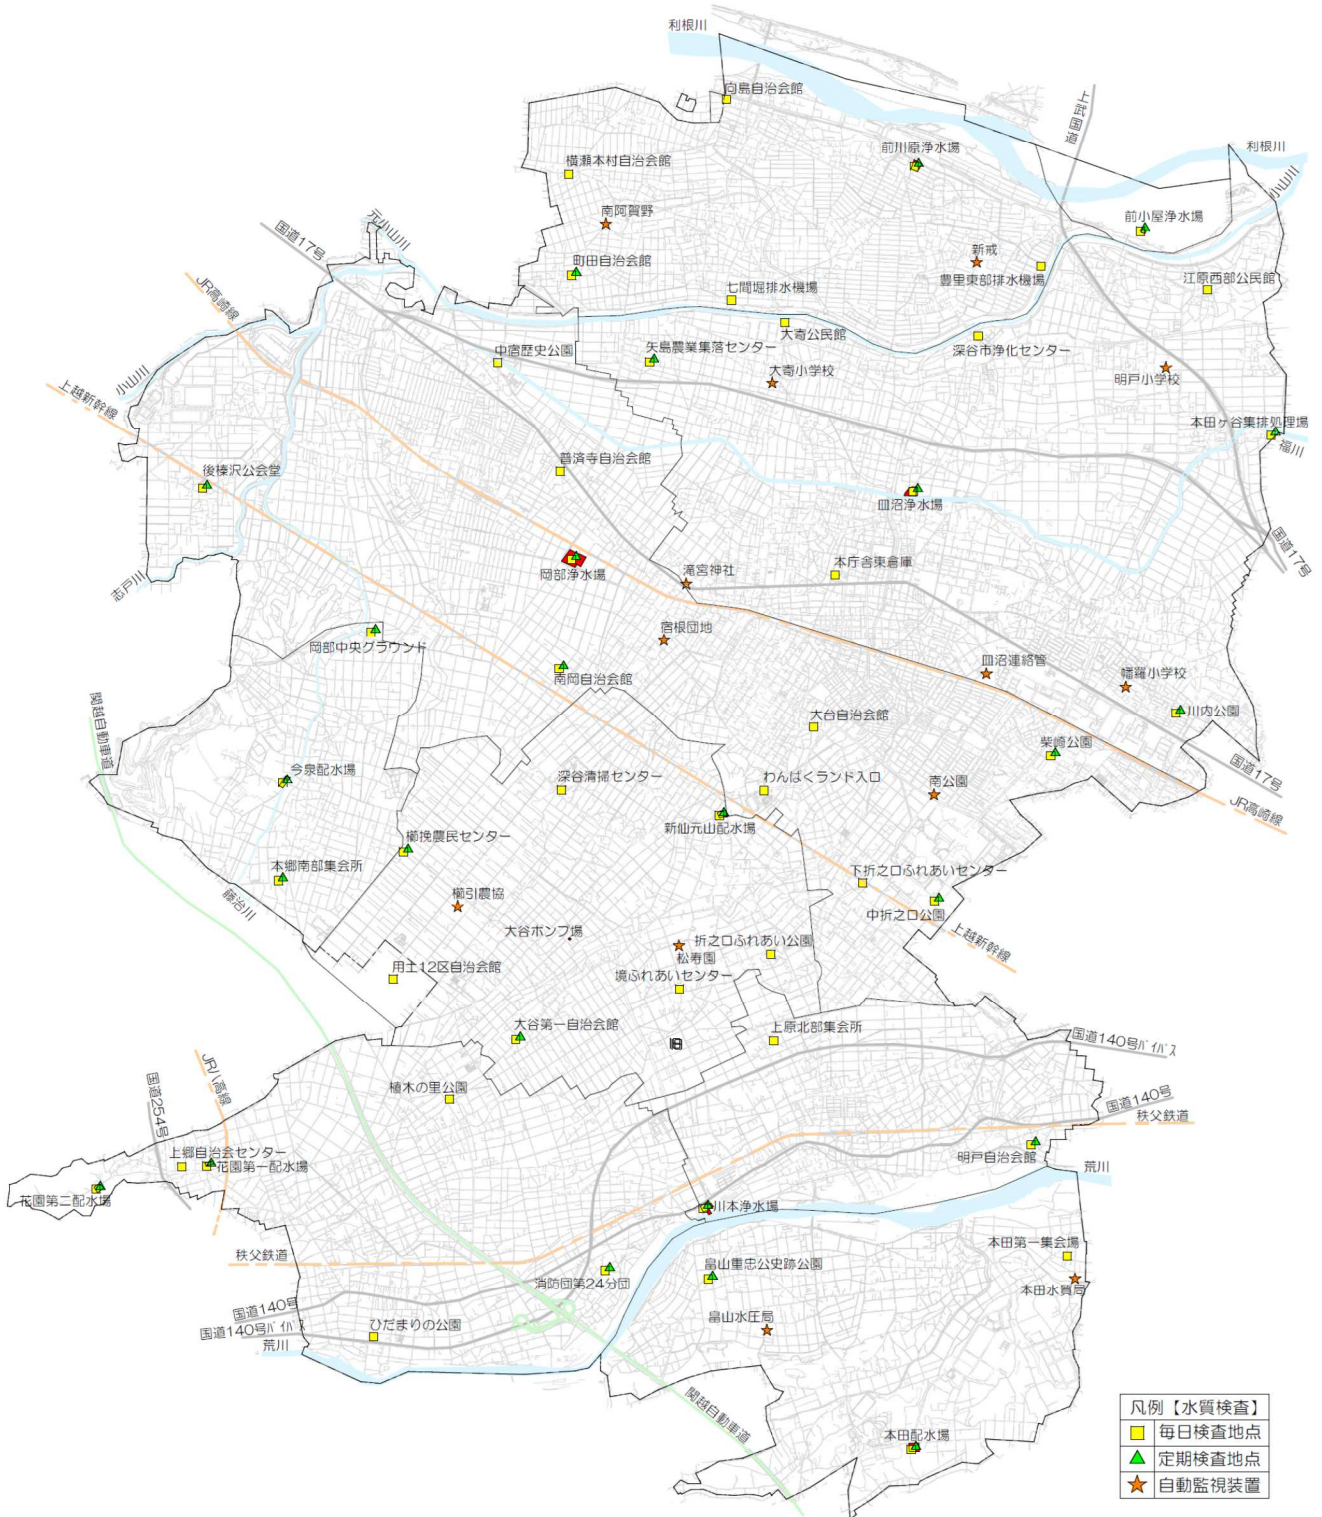 利根川
向島自治会館
上武国道
前川原浄水場
利根川
横瀬本村自治会館
小山川
南阿賀野
前小屋浄水場
元小山川
国道17号
新戒
町田自治会館
豊里東部排水機場
江原西部公民館
JR高崎線
七間堀排水機場
大寄公民館
中宿歴史公園
矢島農業集落センター
深谷市浄化センター
小山川
大寄小学校
明戸小学校
上越新幹線
本田ヶ谷集排処理場
福川
普済寺自治会館
後榛沢公会堂
皿沼浄水場
国道17号
本庁舎東倉庫
岡部浄水場
滝宮神社
志戸川
宿根団地
岡部中央グラウンド
皿沼連絡管
南岡自治会館
幡羅小学校
関越自動車道
川内公園
大台自治会館
柴崎公園
今泉配水場
深谷清掃センター
わんぱくランド入口
南公園
国道17号
JR高崎線
新仙元山配水場
櫛挽農民センター
本郷南部集会所
下折之口ふれあいセンター
櫛引農協
藤治川
中折之口公園
大谷ポンプ場
折之口ふれあい公園
上越新幹線
松寿園
用土12区自治会館
境ふれあいセンター
大谷第一自治会館
上原北部集会所
国道140号バイパス
旧
JR八高線
植木の里公園
国道254号
国道140号
秩父鉄道
上郷自治会センター
花園第一配水場
明戸自治会館
荒川
花園第二配水場
川本浄水場
本田第一集会場
秩父鉄道
畠山重忠公史跡公園
消防団第24分団
本田水質局
国道140号
畠山水圧局
国道140号バイパス
ひだまりの公園
荒川
関越自動車道
本田配水場
凡例【水質検査】
毎日検査地点
定期検査地点
自動監視装置